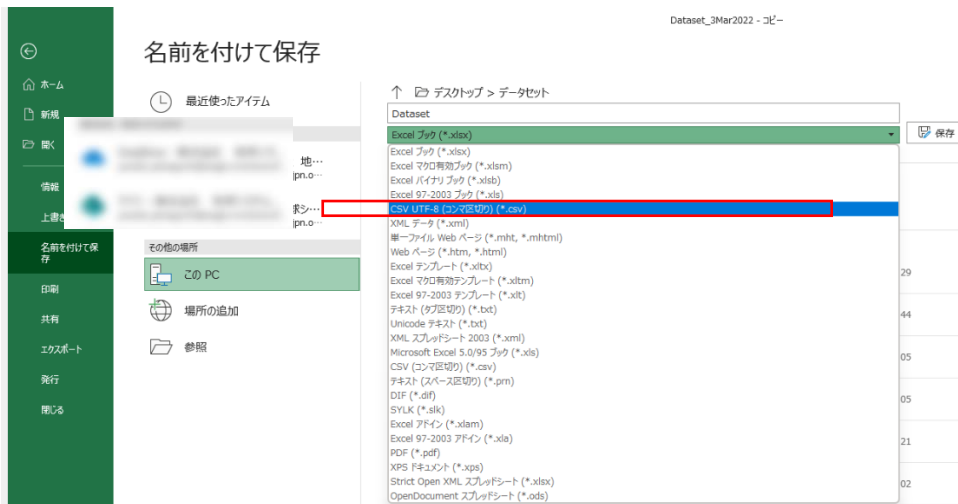 Dataset_3Mar2022 - コピー
名前を付けて保存
ホーム
新規
開く
情報
上書き
名前を付けて保
存
印刷
共有
エクスポート
発行
閉じる
最近使ったアイテム
地…
jpn.o…
jpn.o…
その他の場所
この PC
場所の追加
参照
↑ デスクトップ > データセット
Dataset
Excel ブック (*.xlsx)
保存
Excel ブック (*.xlsx)
Excel マクロ有効ブック (*.xlsm)
Excel バイナリ ブック (*.xlsb)
Excel 97-2003 ブック (*.xls)
CSV UTF-8 (コンマ区切り) (*.csv)
XML データ (*.xml)
単一ファイル Web ページ (*.mht, *.mhtml)
Web ページ (*.htm, *.html)
Excel テンプレート (*.xltx)
Excel マクロ有効テンプレート (*.xltm)
Excel 97-2003 テンプレート (*.xlt)
テキスト (タブ区切り) (*.txt)
Unicode テキスト (*.txt)
XML スプレッドシート 2003 (*.xml)
Microsoft Excel 5.0/95 ブック (*.xls)
CSV (コンマ区切り) (*.csv)
テキスト (スペース区切り) (*.prn)
DIF (*.dif)
SYLK (*.slk)
Excel アドイン (*.xlam)
Excel 97-2003 アドイン (*.xla)
PDF (*.pdf)
XPS ドキュメント (*.xps)
Strict Open XML スプレッドシート (*.xlsx)
OpenDocument スプレッドシート (*.ods)
29
44
05
05
21
02